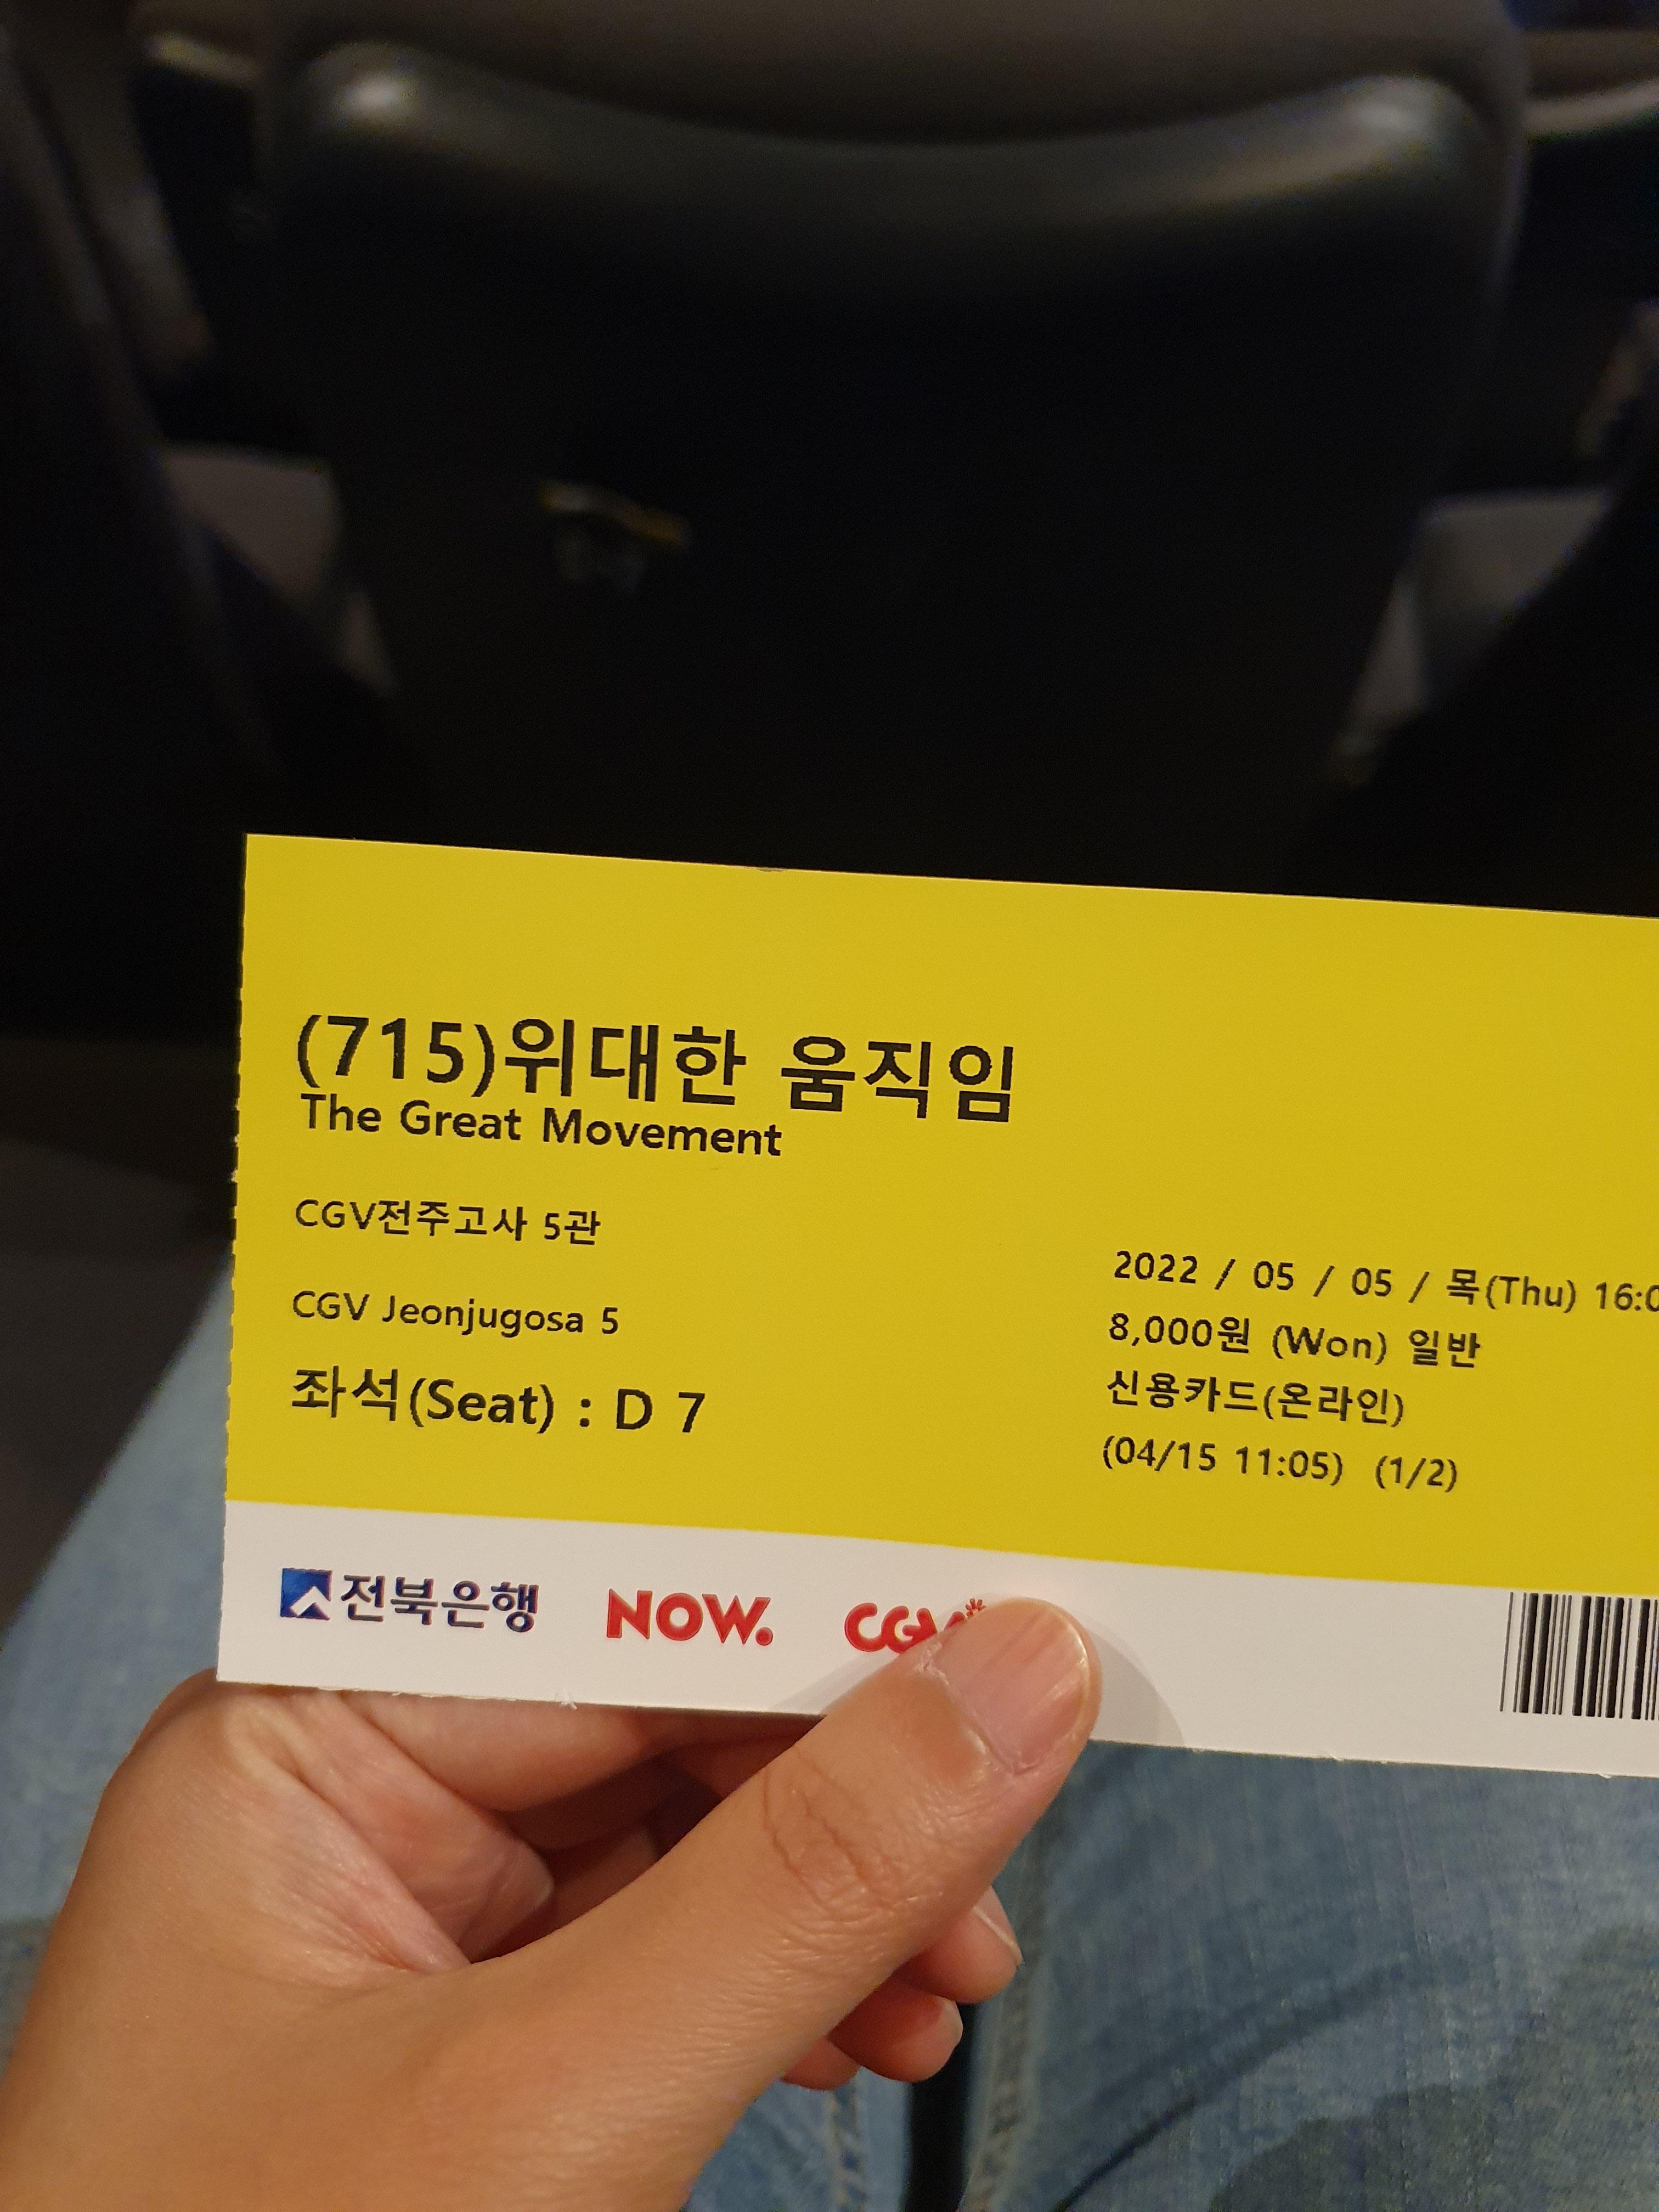 (715)위대한 움직임
The Great Movement
CGV전주고사 5관
CGV Jeonjugosa 5
좌석(Seat) : D 7
2022 / 05 / 05 / 목(Thu) 16:0
8,000원 (Won) 일반
신용카드(온라인)
(04/15 11:05) (1/2)
전북은행 NOW. CGV